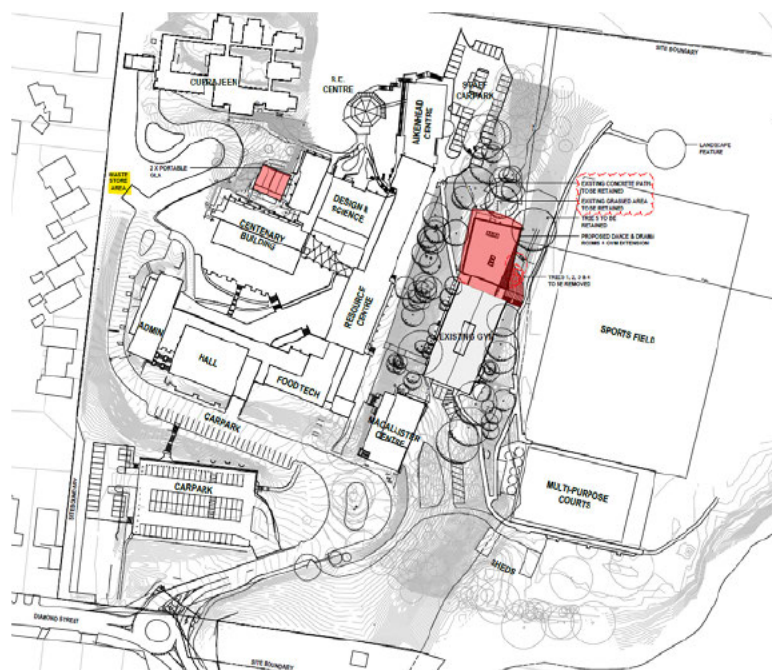 SITE BOUNDARY
CURRAJEEN
R.E.
CENTRE
STAFF
CARPARK
AIKENHEAD
CENTRE
LANDSCAPE
FEATURE
2 X PORTABLE
WASTE
STORE
AREA
EXISTING CONCRETE PATH
TO BE RETAINED
EXISTING GRASSED AREA
TO BE RETAINED
TREE 5 TO BE
RETAINED
PROPOSED DANCE & DRAMA
ROOMS + GYM EXTENSION
TREES 1, 2, 3 & 4
TO BE REMOVED
DESIGN &
SCIENCE
CENTENARY
BUILDING
RESOURCE
CENTRE
EXISTING GYM
SPORTS FIELD
ADMIN
HALL
FOOD TECH
CARPARK
MACALISTER
CENTRE
CARPARK
MULTI-PURPOSE
COURTS
SITE BOUNDARY
SHEDS
DIAMOND STREET
SITE BOUNDARY